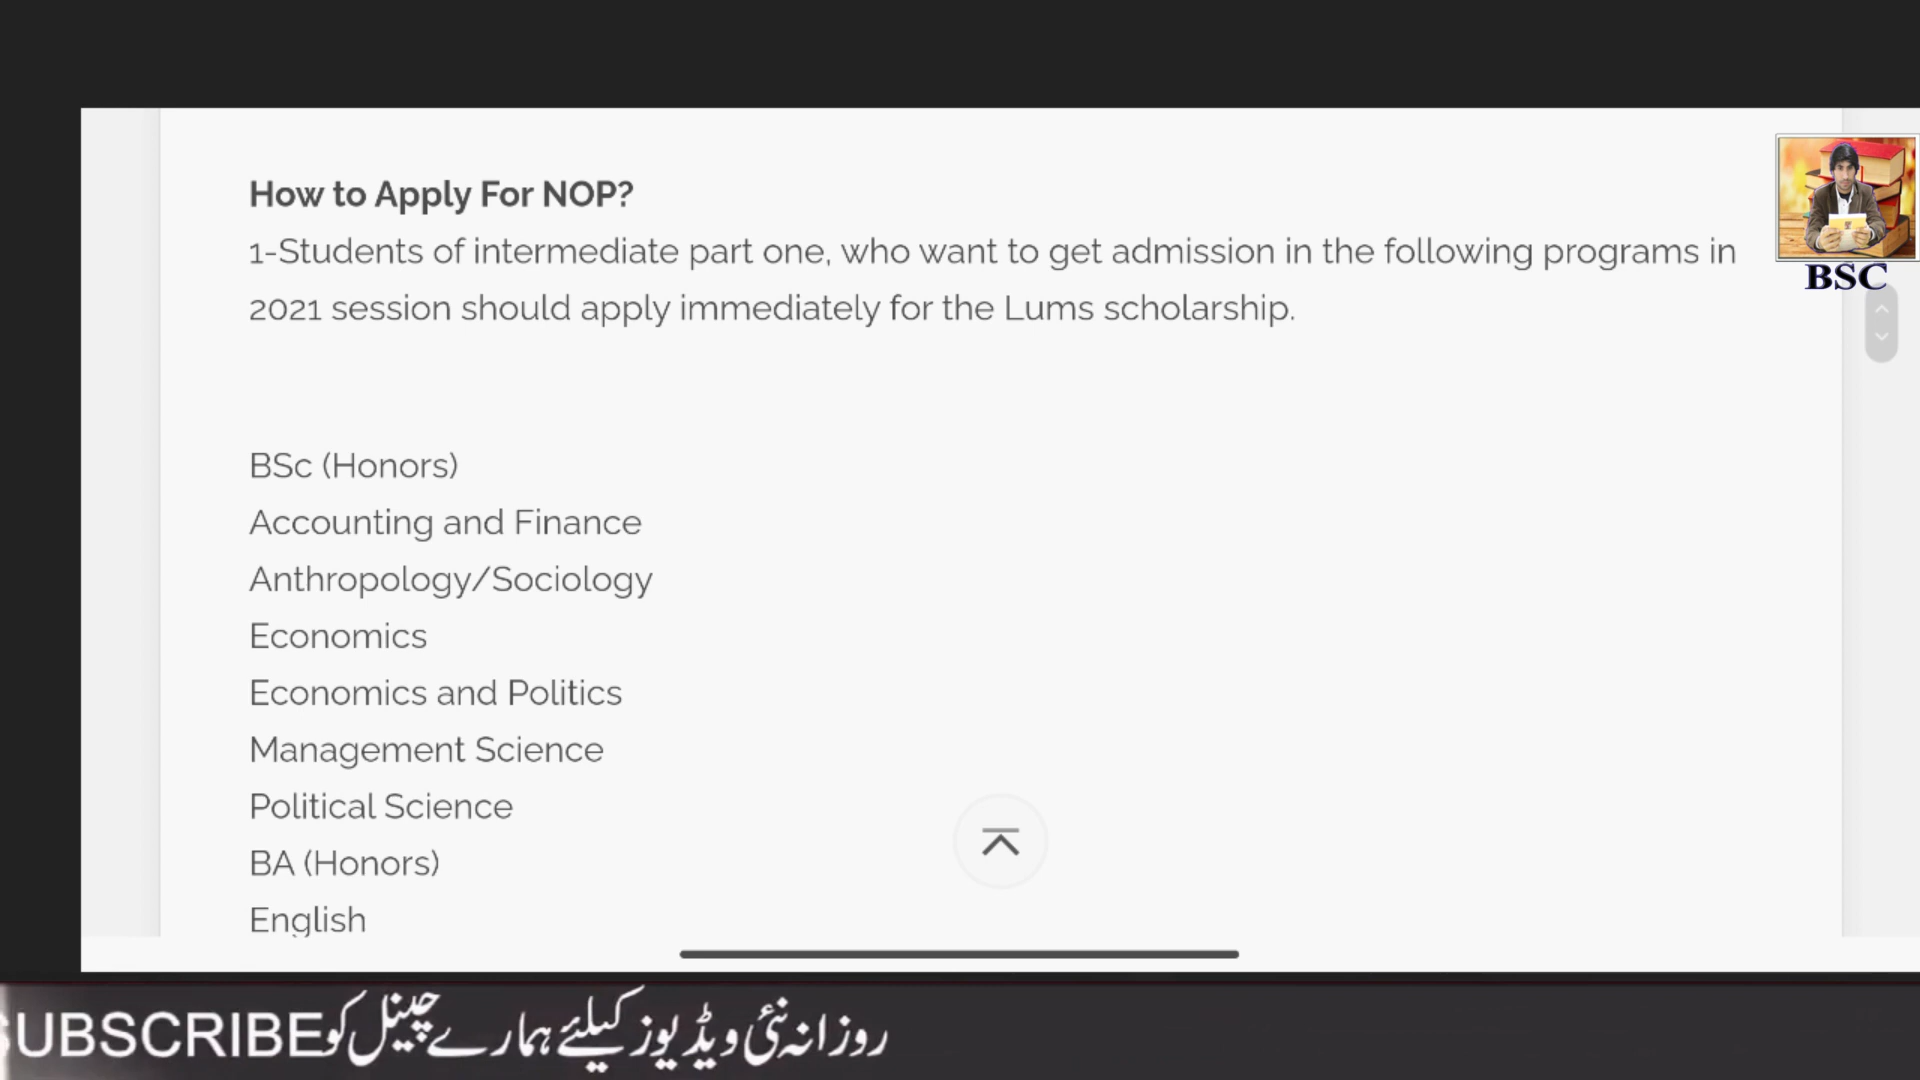 How to Apply For NOP?
1-Students of intermediate part one, who want to get admission in the following programs in
2021 session should apply immediately for the Lums scholarship.
BSC
BSc (Honors)
Accounting and Finance
Anthropology/Sociology
Economics
Economics and Politics
Management Science
Political Science
BA (Honors)
English
روزانہ نئی ویڈیوز کیلئے ہمارے چینل کو UBSCRIBE